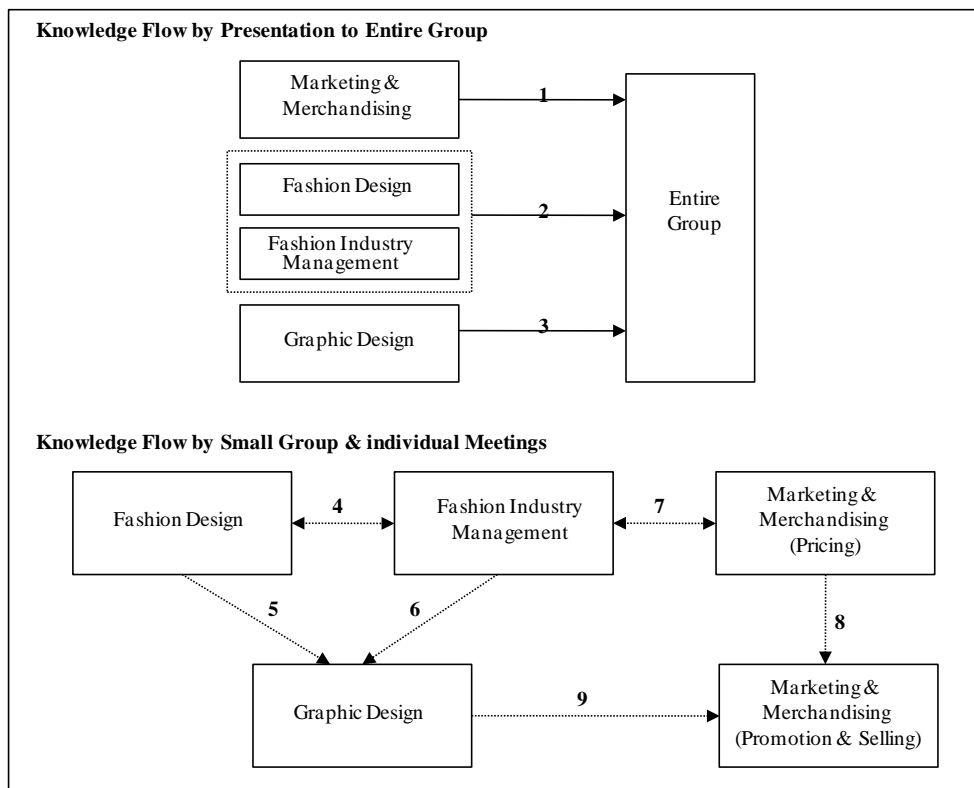 Knowledge Flow by Presentation to Entire Group
Marketing &
Merchandising
1
Fashion Design
Fashion Industry
Management
2
Entire
Group
Graphic Design
3
Knowledge Flow by Small Group & individual Meetings
Fashion Design
4
Fashion Industry
Management
7
Marketing &
Merchandising
(Pricing)
5
6
8
Graphic Design
9
Marketing &
Merchandising
(Promotion & Selling)